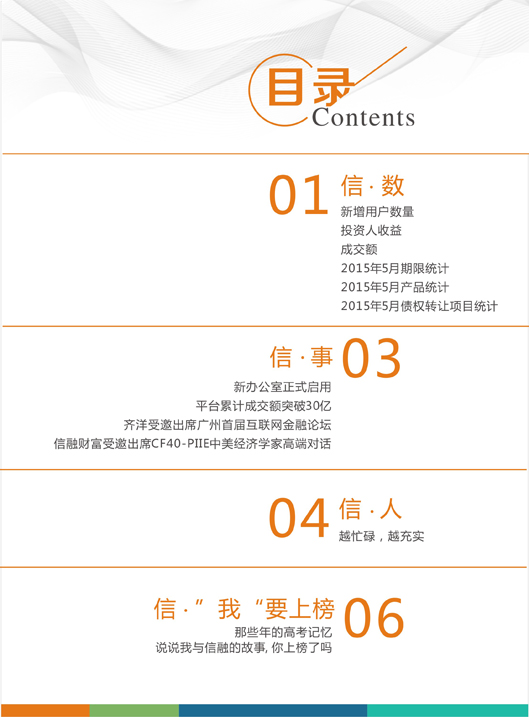 目录
Contents
01
信·数
新增用户数量
投资人收益
成交额
2015年5月期限统计
2015年5月产品统计
2015年5月债权转让项目统计
信·事
03
新办公室正式启用
平台累计成交额突破30亿
齐洋受邀出席广州首届互联网金融论坛
信融财富受邀出席CF40-PIIE中美经济学家高端对话
04
信·人
越忙碌，越充实
信·”我“要上榜
06
那些年的高考记忆
说说我与信融的故事, 你上榜了吗